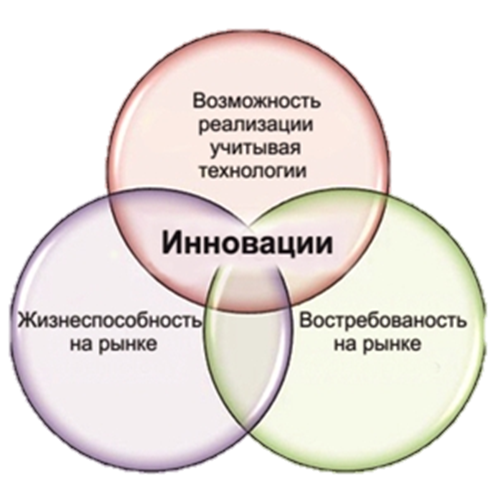 Возможность
реализации
учитывая
технологии
Инновации
Жизнеспособность
на рынке
Востребованость
на рынке